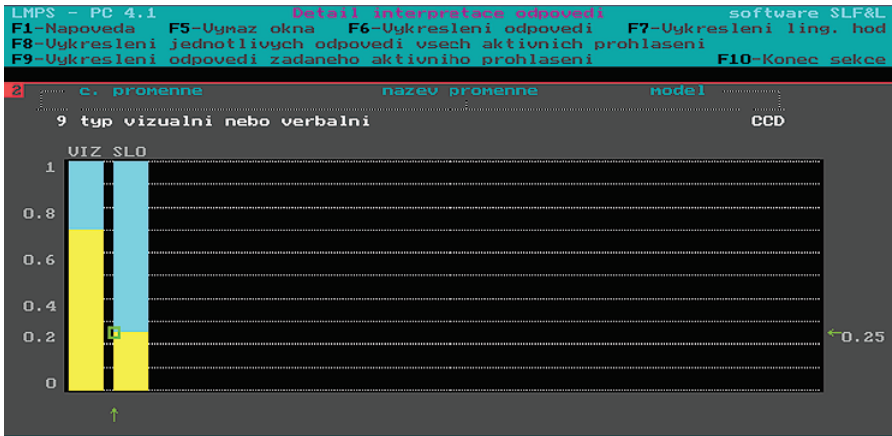 LMPS - PC 4.1 Detail interpretace odpovedi software SLF&L
F1-Napoveda F5-Vymaz okna F6-Vykresleni odpovedi F7-Vykresleni ling. hod
F8-Vykresleni jednotlivych odpovedi vsech aktivnich prohlaseni
F9-Vykresleni odpovedi zadaneho aktivniho prohlaseni F10-Konec sekce
2 c. promenne nazev promenne model
9 typ vizualni nebo verbalni CCD
VIZ SLO
1
0.8
0.6
0.4
0.2 ←0.25
0
↑